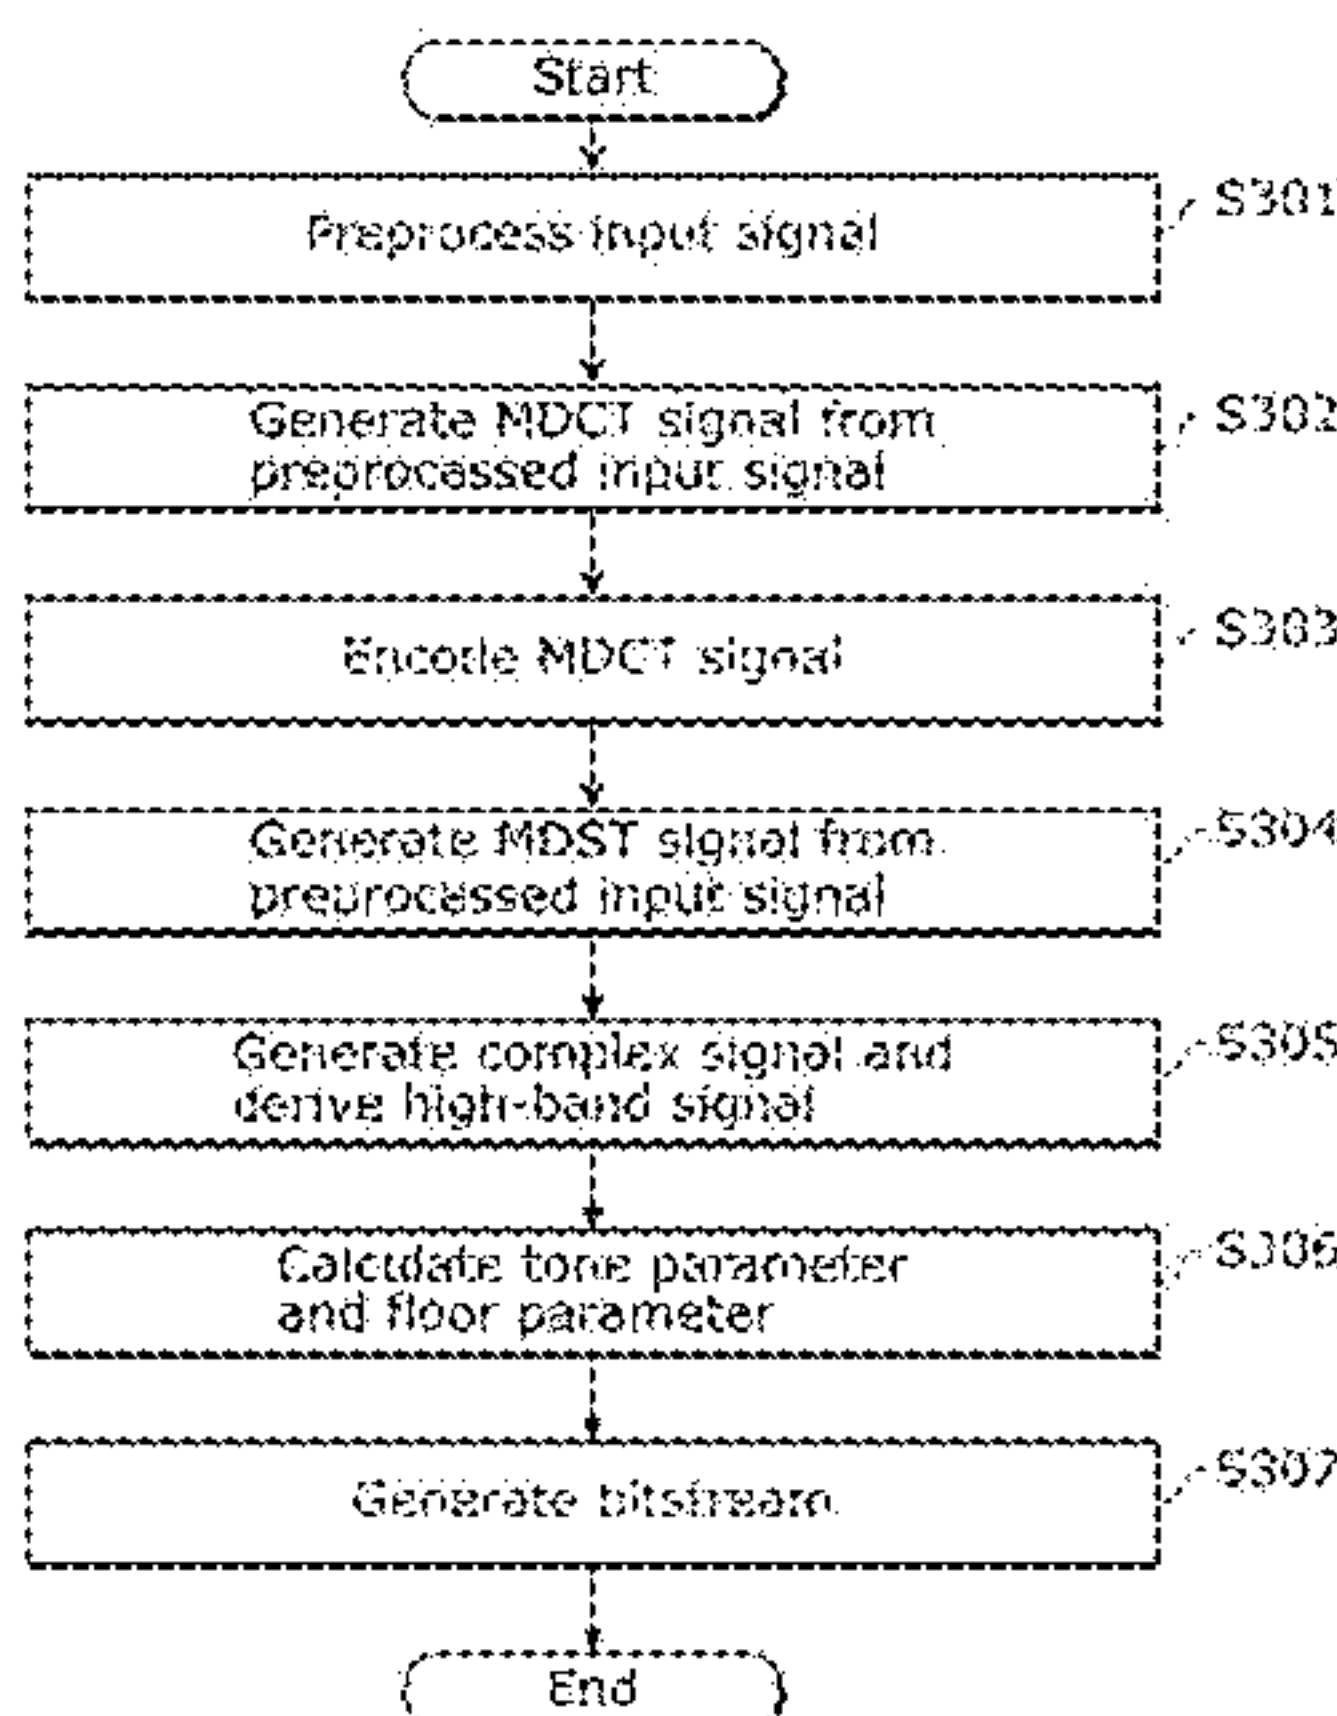 Start
Preprocess input signal
S301
Generate MDCT signal from
preprocassed input signal
S302
Encode MDCT signal
S303
Generate MDST signal from
preprocassed input signal
S304
Generate complex signal and
derive high-band signal
S305
Calculate tone parameter
and floor parameter
S306
Generate bitstream
S307
End